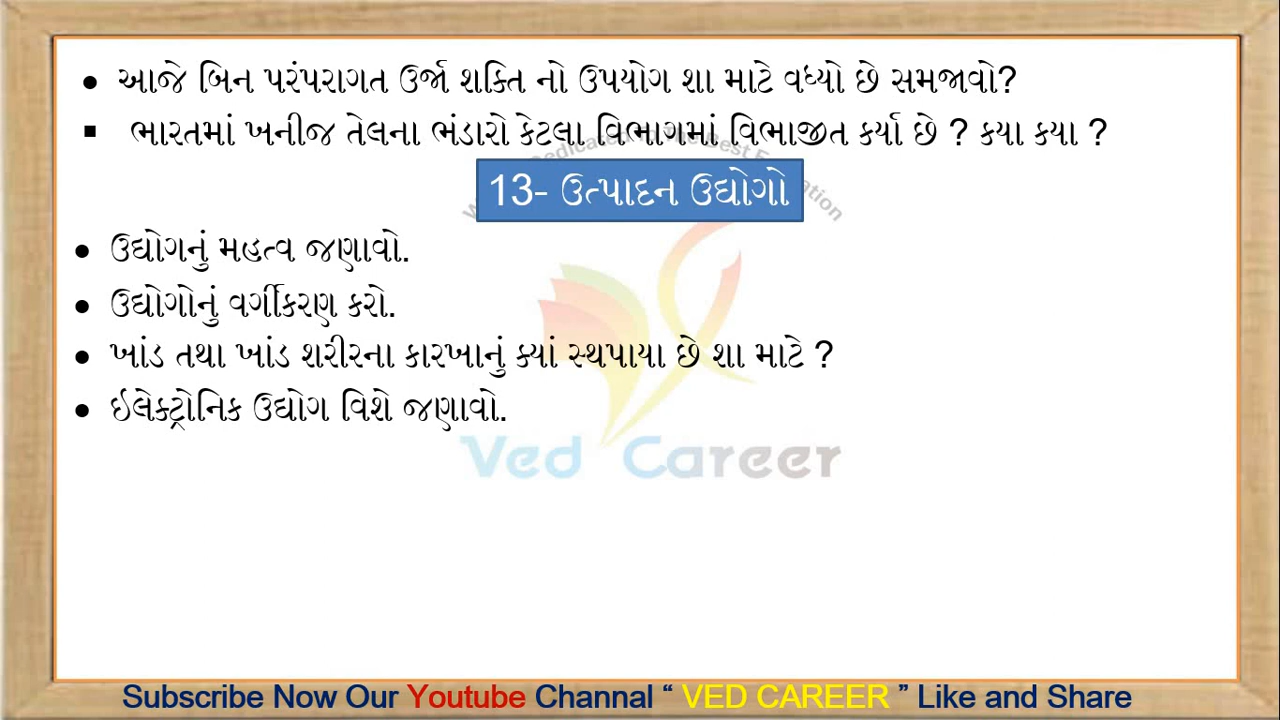 • આજે બિન પરંપરાગત ઉર્જા શક્તિ નો ઉપયોગ શા માટે વધ્યો છે સમજાવો?
▪ ભારતમાં ખનીજ તેલના ભંડારો કેટલા વિભાગમાં વિભાજીત કર્યા છે ? કયા કયા ?
13- ઉત્પાદન ઉદ્યોગો
• ઉદ્યોગનું મહત્વ જણાવો.
• ઉદ્યોગોનું વર્ગીકરણ કરો.
• ખાંડ તથા ખાંડ શરીરના કારખાનું ક્યાં સ્થપાયા છે શા માટે ?
• ઇલેક્ટ્રોનિક ઉદ્યોગ વિશે જણાવો.
Ved Career
Subscribe Now Our Youtube Channal “ VED CAREER ” Like and Share